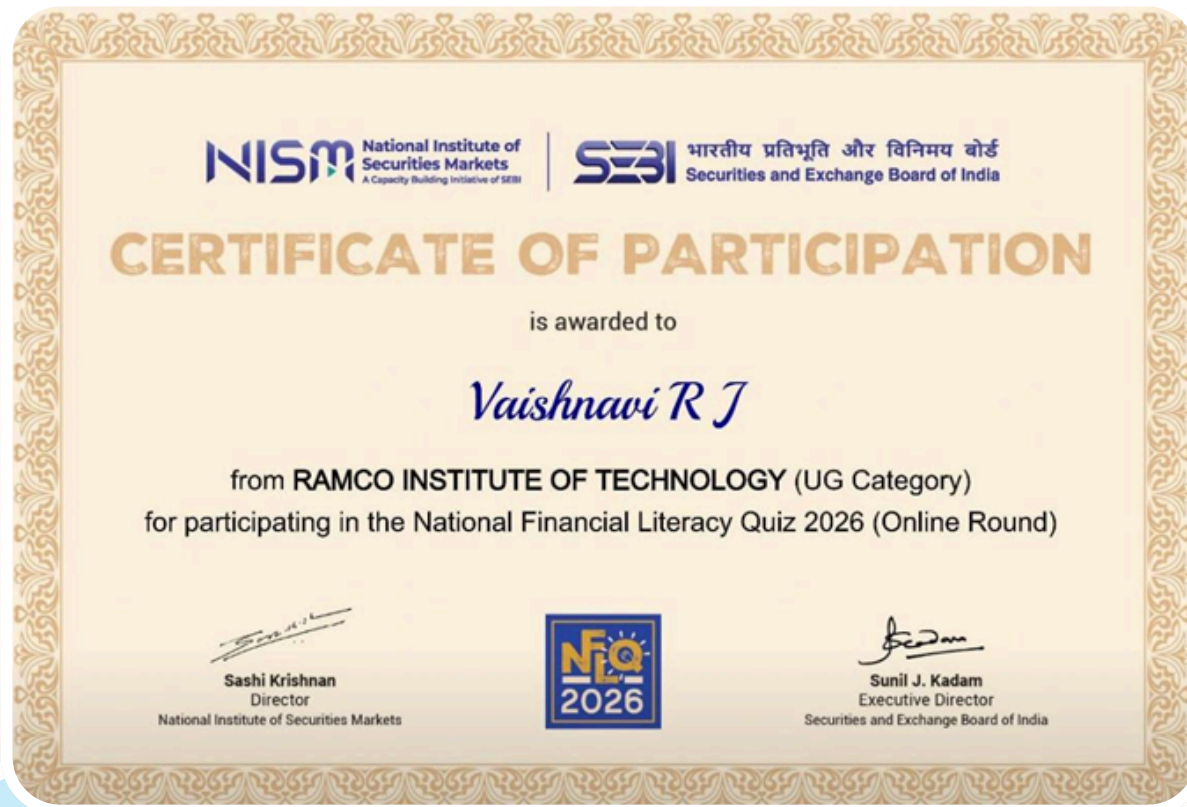 NISM
National Institute of
Securities Markets
A Capacity Building Initiative of SEBI
SEBI
भारतीय प्रतिभूति और विनिमय बोर्ड
Securities and Exchange Board of India
CERTIFICATE OF PARTICIPATION
is awarded to
Vaishnavi R J
from RAMCO INSTITUTE OF TECHNOLOGY (UG Category)
for participating in the National Financial Literacy Quiz 2026 (Online Round)
Sashi Krishnan
Director
National Institute of Securities Markets
NFLQ
2026
Sunil J. Kadam
Executive Director
Securities and Exchange Board of India